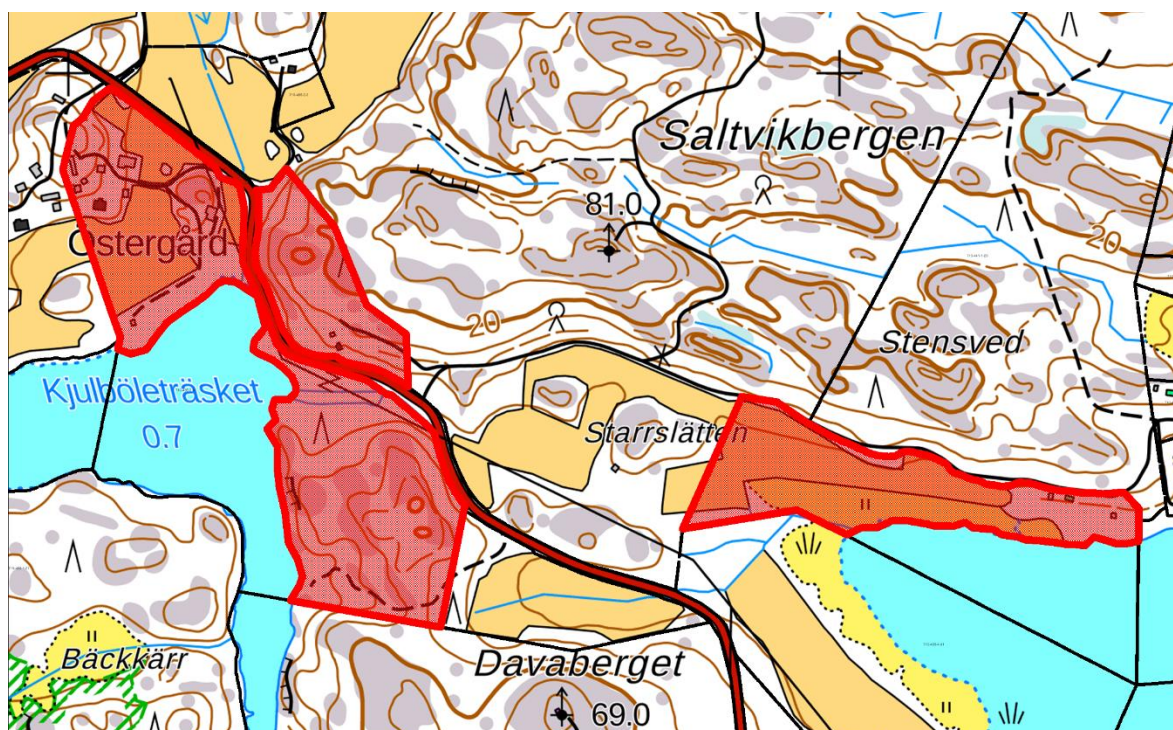 Saltvikbergen
81.0
Östergård
20
20
Stensved
Kjulböleträsket
0.7
Starrslätten
Bäckkärr
Davaberget
69.0